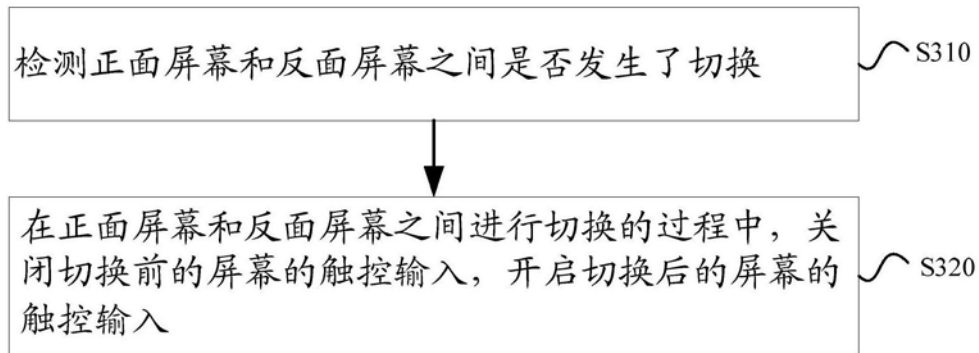 检测正面屏幕和反面屏幕之间是否发生了切换
S310
在正面屏幕和反面屏幕之间进行切换的过程中，关
闭切换前的屏幕的触控输入，开启切换后的屏幕的
触控输入
S320